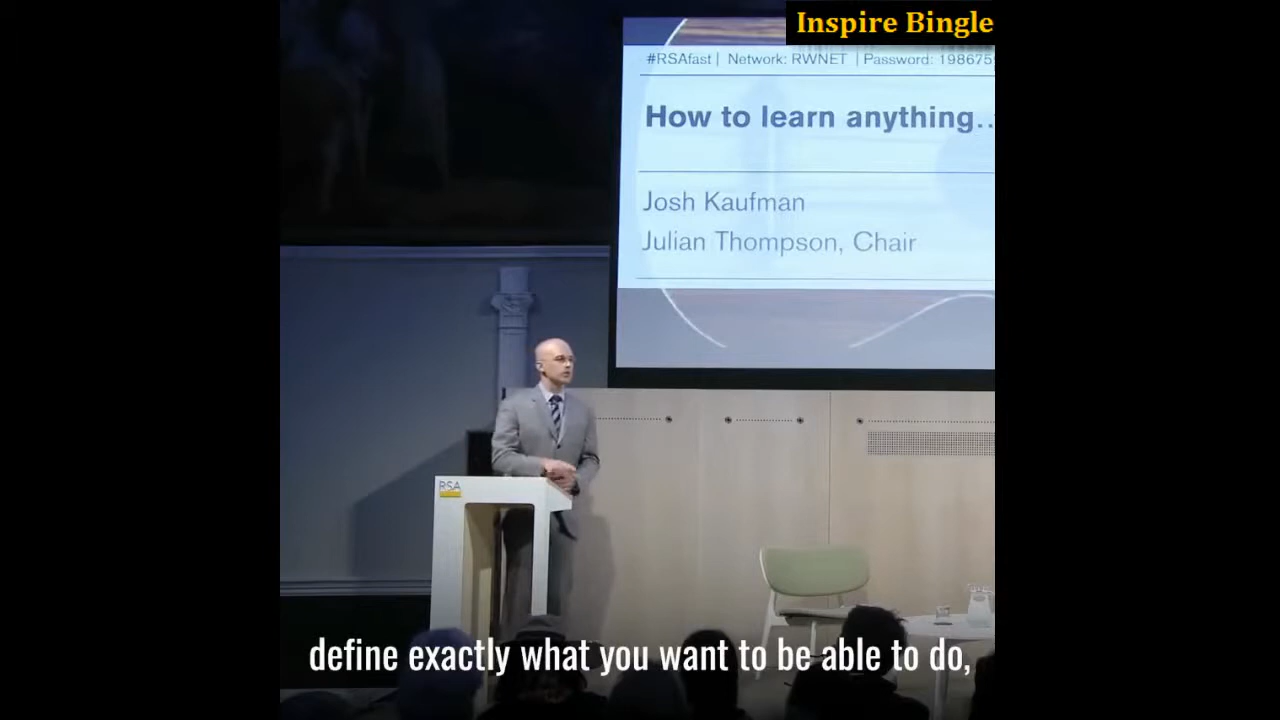 Inspire Bingle
#RSAfast | Network: RWNET | Password: 198675
How to learn anything..
Josh Kaufman
Julian Thompson, Chair
RSA
define exactly what you want to be able to do,